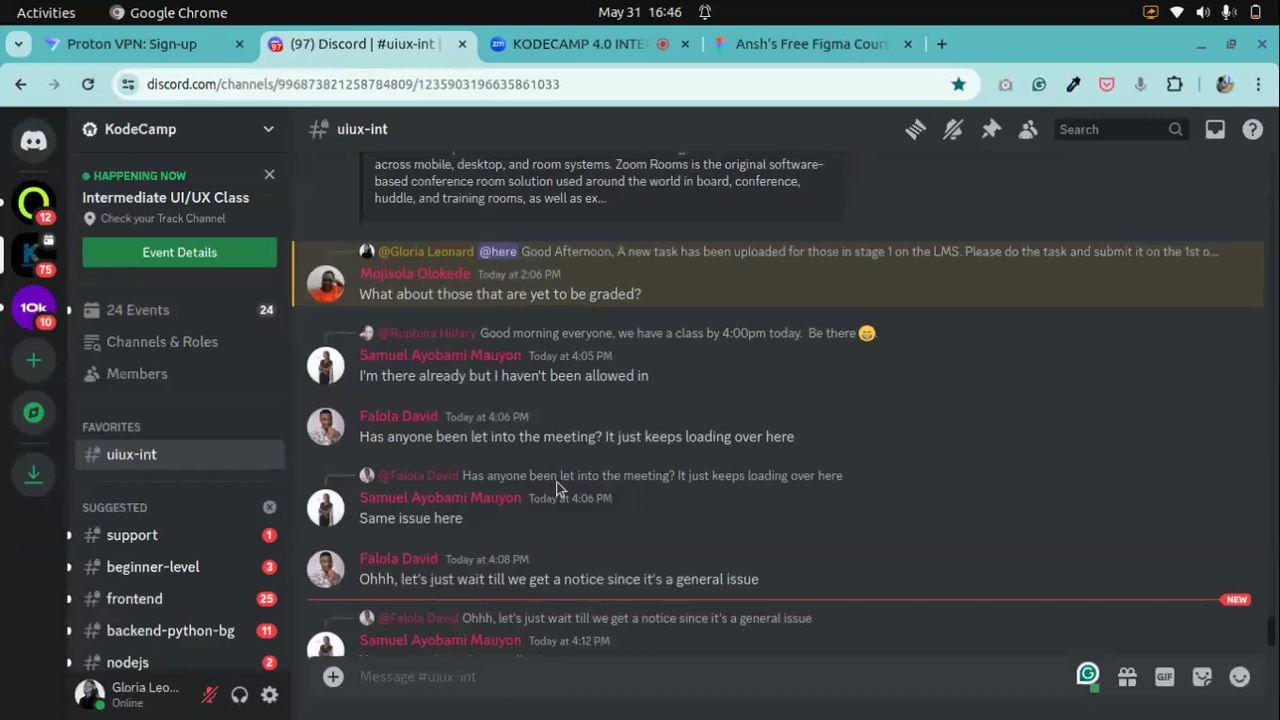 Activities
Google Chrome
May 31 16:46
Proton VPN: Sign-up
(97) Discord | #uiux-int |
KODECAMP 4.0 INTE
Ansh's Free Figma Cour
discord.com/channels/996873821258784809/1235903196635861033
KodeCamp
uiux-int
Search
HAPPENING NOW
Intermediate UI/UX Class
Check your Track Channel
Event Details
24 Events
24
Channels & Roles
Members
FAVORITES
uiux-int
SUGGESTED
support
1
beginner-level
3
frontend
25
backend-python-bg
11
nodejs
2
Gloria Leo...
Online
12
75
10k
10
across mobile, desktop, and room systems. Zoom Rooms is the original software-
based conference room solution used around the world in board, conference,
huddle, and training rooms, as well as ex...
@Gloria Leonard @here Good Afternoon, A new task has been uploaded for those in stage 1 on the LMS. Please do the task and submit it on the 1st o...
Mojisola Olokede Today at 2:06 PM
What about those that are yet to be graded?
@Ruphina Hillary Good morning everyone, we have a class by 4:00pm today. Be there
Samuel Ayobami Mauyon Today at 4:05 PM
I'm there already but I haven't been allowed in
Falola David Today at 4:06 PM
Has anyone been let into the meeting? It just keeps loading over here
@Falola David Has anyone been let into the meeting? It just keeps loading over here
Samuel Ayobami Mauyon Today at 4:06 PM
Same issue here
Falola David Today at 4:08 PM
Ohhh, let's just wait till we get a notice since it's a general issue
NEW
@Falola David Ohhh, let's just wait till we get a notice since it's a general issue
Samuel Ayobami Mauyon Today at 4:12 PM
Message #uiux-int
GIF